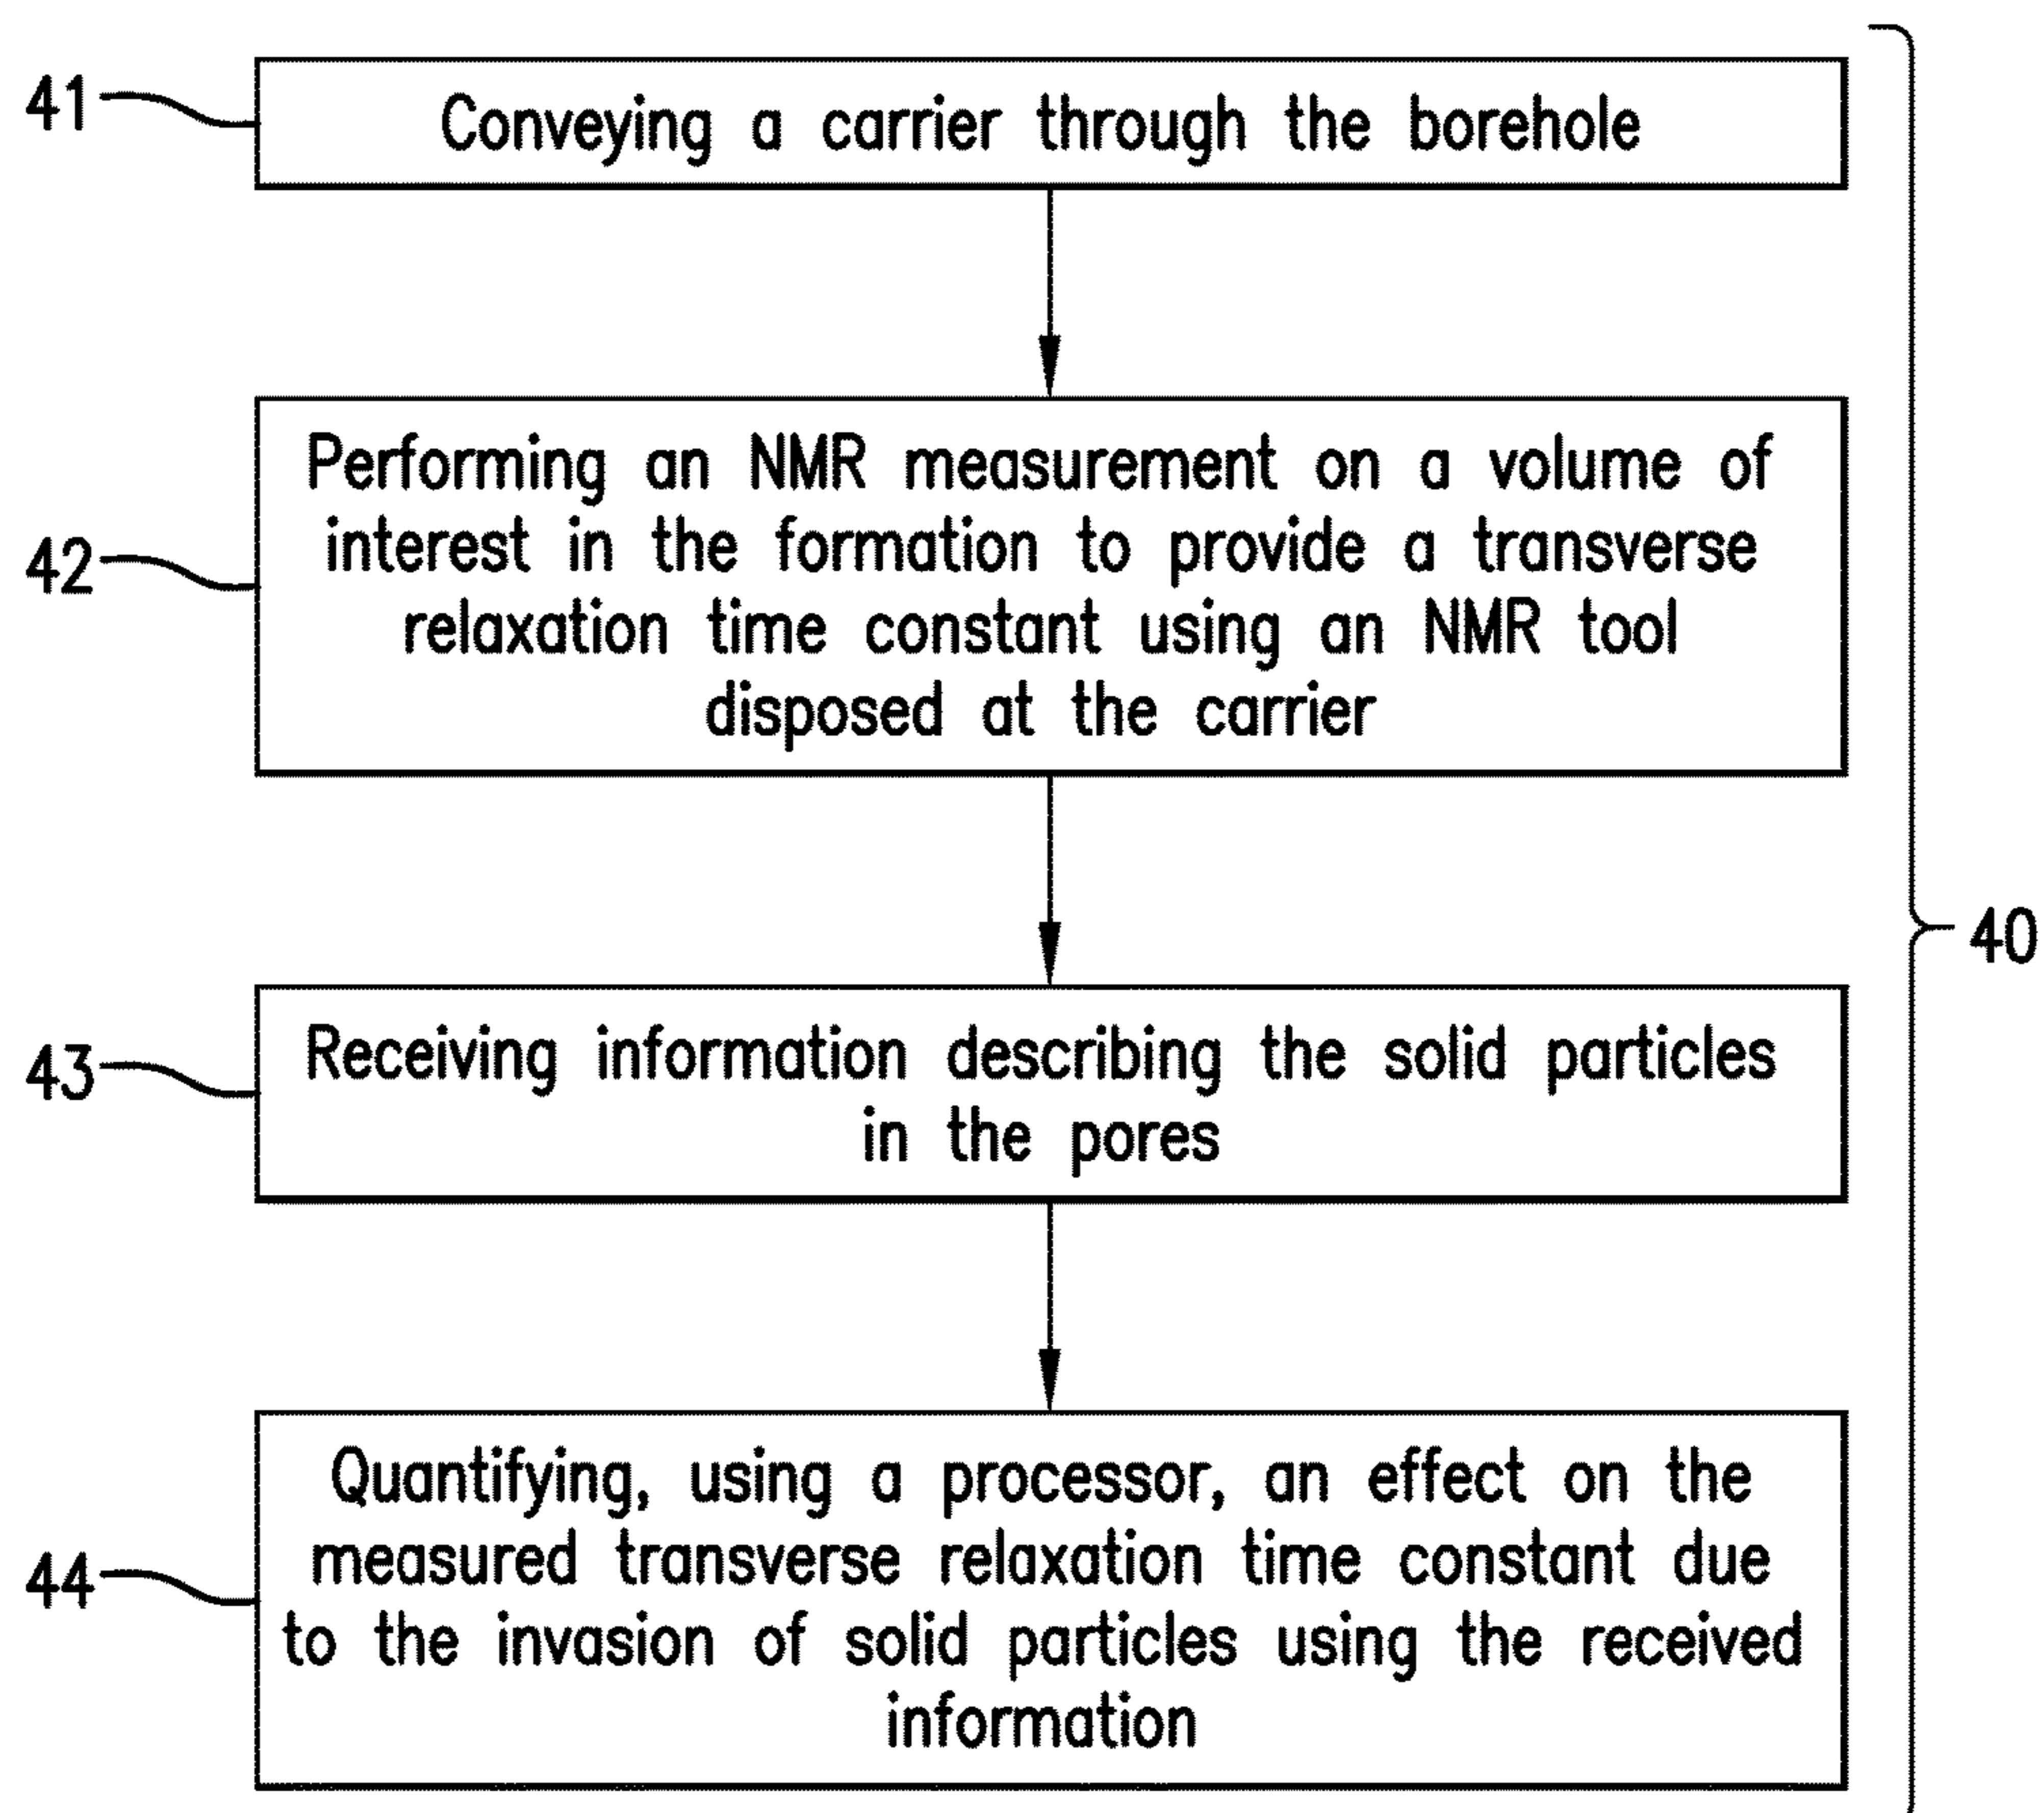 41
Conveying a carrier through the borehole
42
Performing an NMR measurement on a volume of
interest in the formation to provide a transverse
relaxation time constant using an NMR tool
disposed at the carrier
40
43
Receiving information describing the solid particles
in the pores
44
Quantifying, using a processor, an effect on the
measured transverse relaxation time constant due
to the invasion of solid particles using the received
information